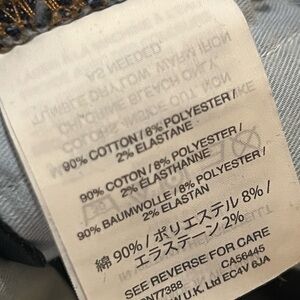 90% COTTON / 8% POLYESTER /
2% ELASTANE
90% COTON / 8% POLYESTER /
2% ELASTHANNE
90% BAUMWOLLE / 8% POLYESTER /
2% ELASTAN
綿 90% / ポリエステル 8% /
エラステーン 2%
SEE REVERSE FOR CARE
CA56445
U.K. Ltd EC4V 6JA